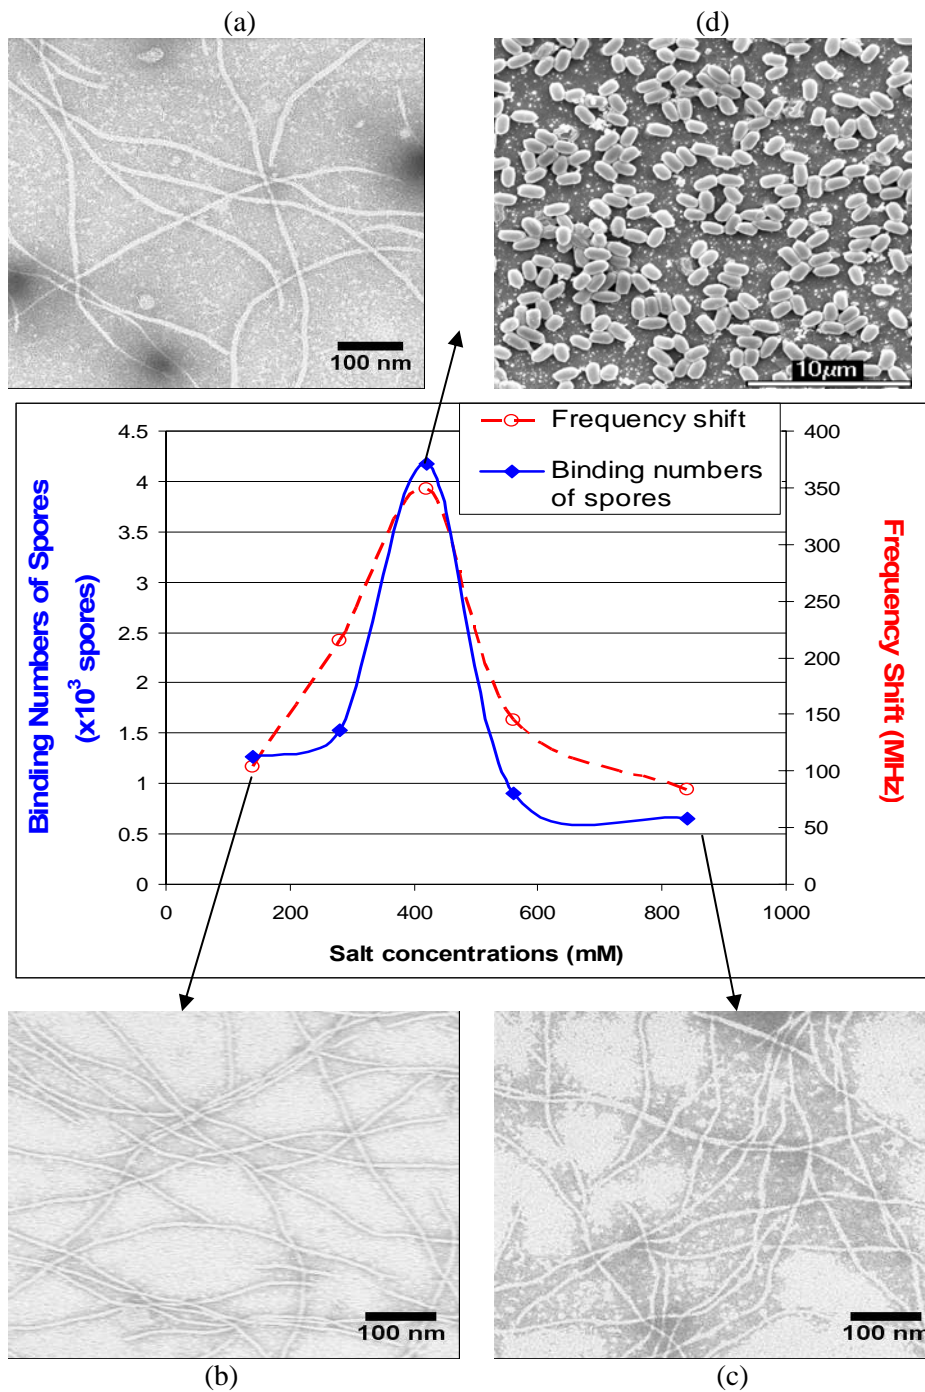 (a)
(d)
100 nm
10µm
Frequency shift
Binding numbers
of spores
Binding Numbers of Spores
(x10³ spores)
4.5
4
3.5
3
2.5
2
1.5
1
0.5
0
400
350
300
250
200
150
100
50
0
Frequency Shift (MHz)
0
200
400
600
800
1000
Salt concentrations (mM)
100 nm
100 nm
(b)
(c)